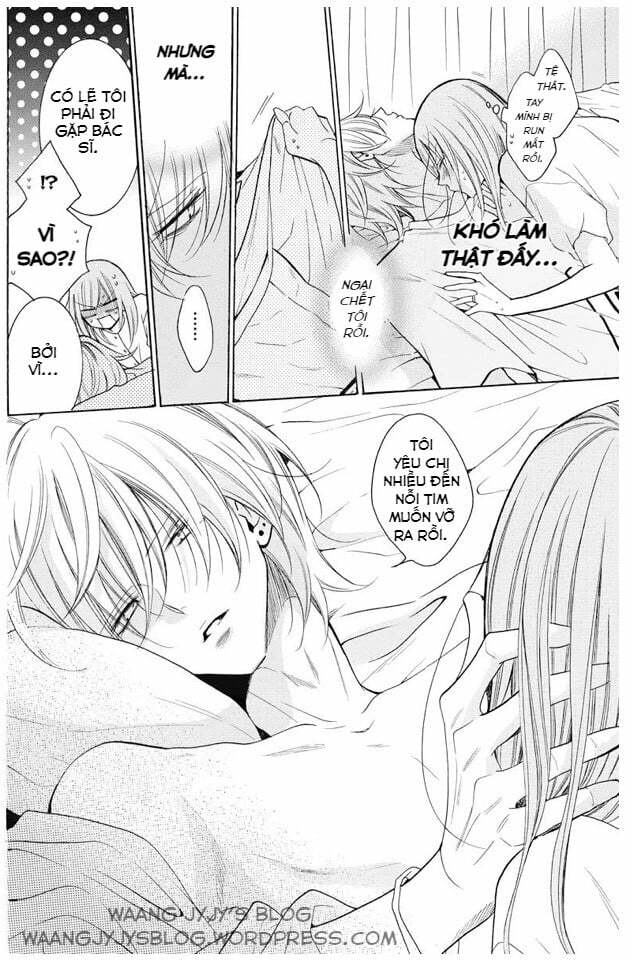 TỆ
THẬT.
TAY
MÌNH BỊ
RUN
MẤT
RỒI.
KHÓ LÀM
THẬT ĐẤY...
NGẠI
CHẾT
TÔI
RỒI.
NHƯNG
MÀ...
.......
CÓ LẼ TÔI
PHẢI ĐI
GẶP BÁC
SĨ.
!?
VÌ
SAO?!
BỞI
VÌ...
TÔI
YÊU CHỊ
NHIỀU ĐẾN
NỖI TIM
MUỐN VỠ
RA RỒI.
WAANG JYJY'S BLOG
WAANGJYJYSBLOG.WORDPRESS.COM